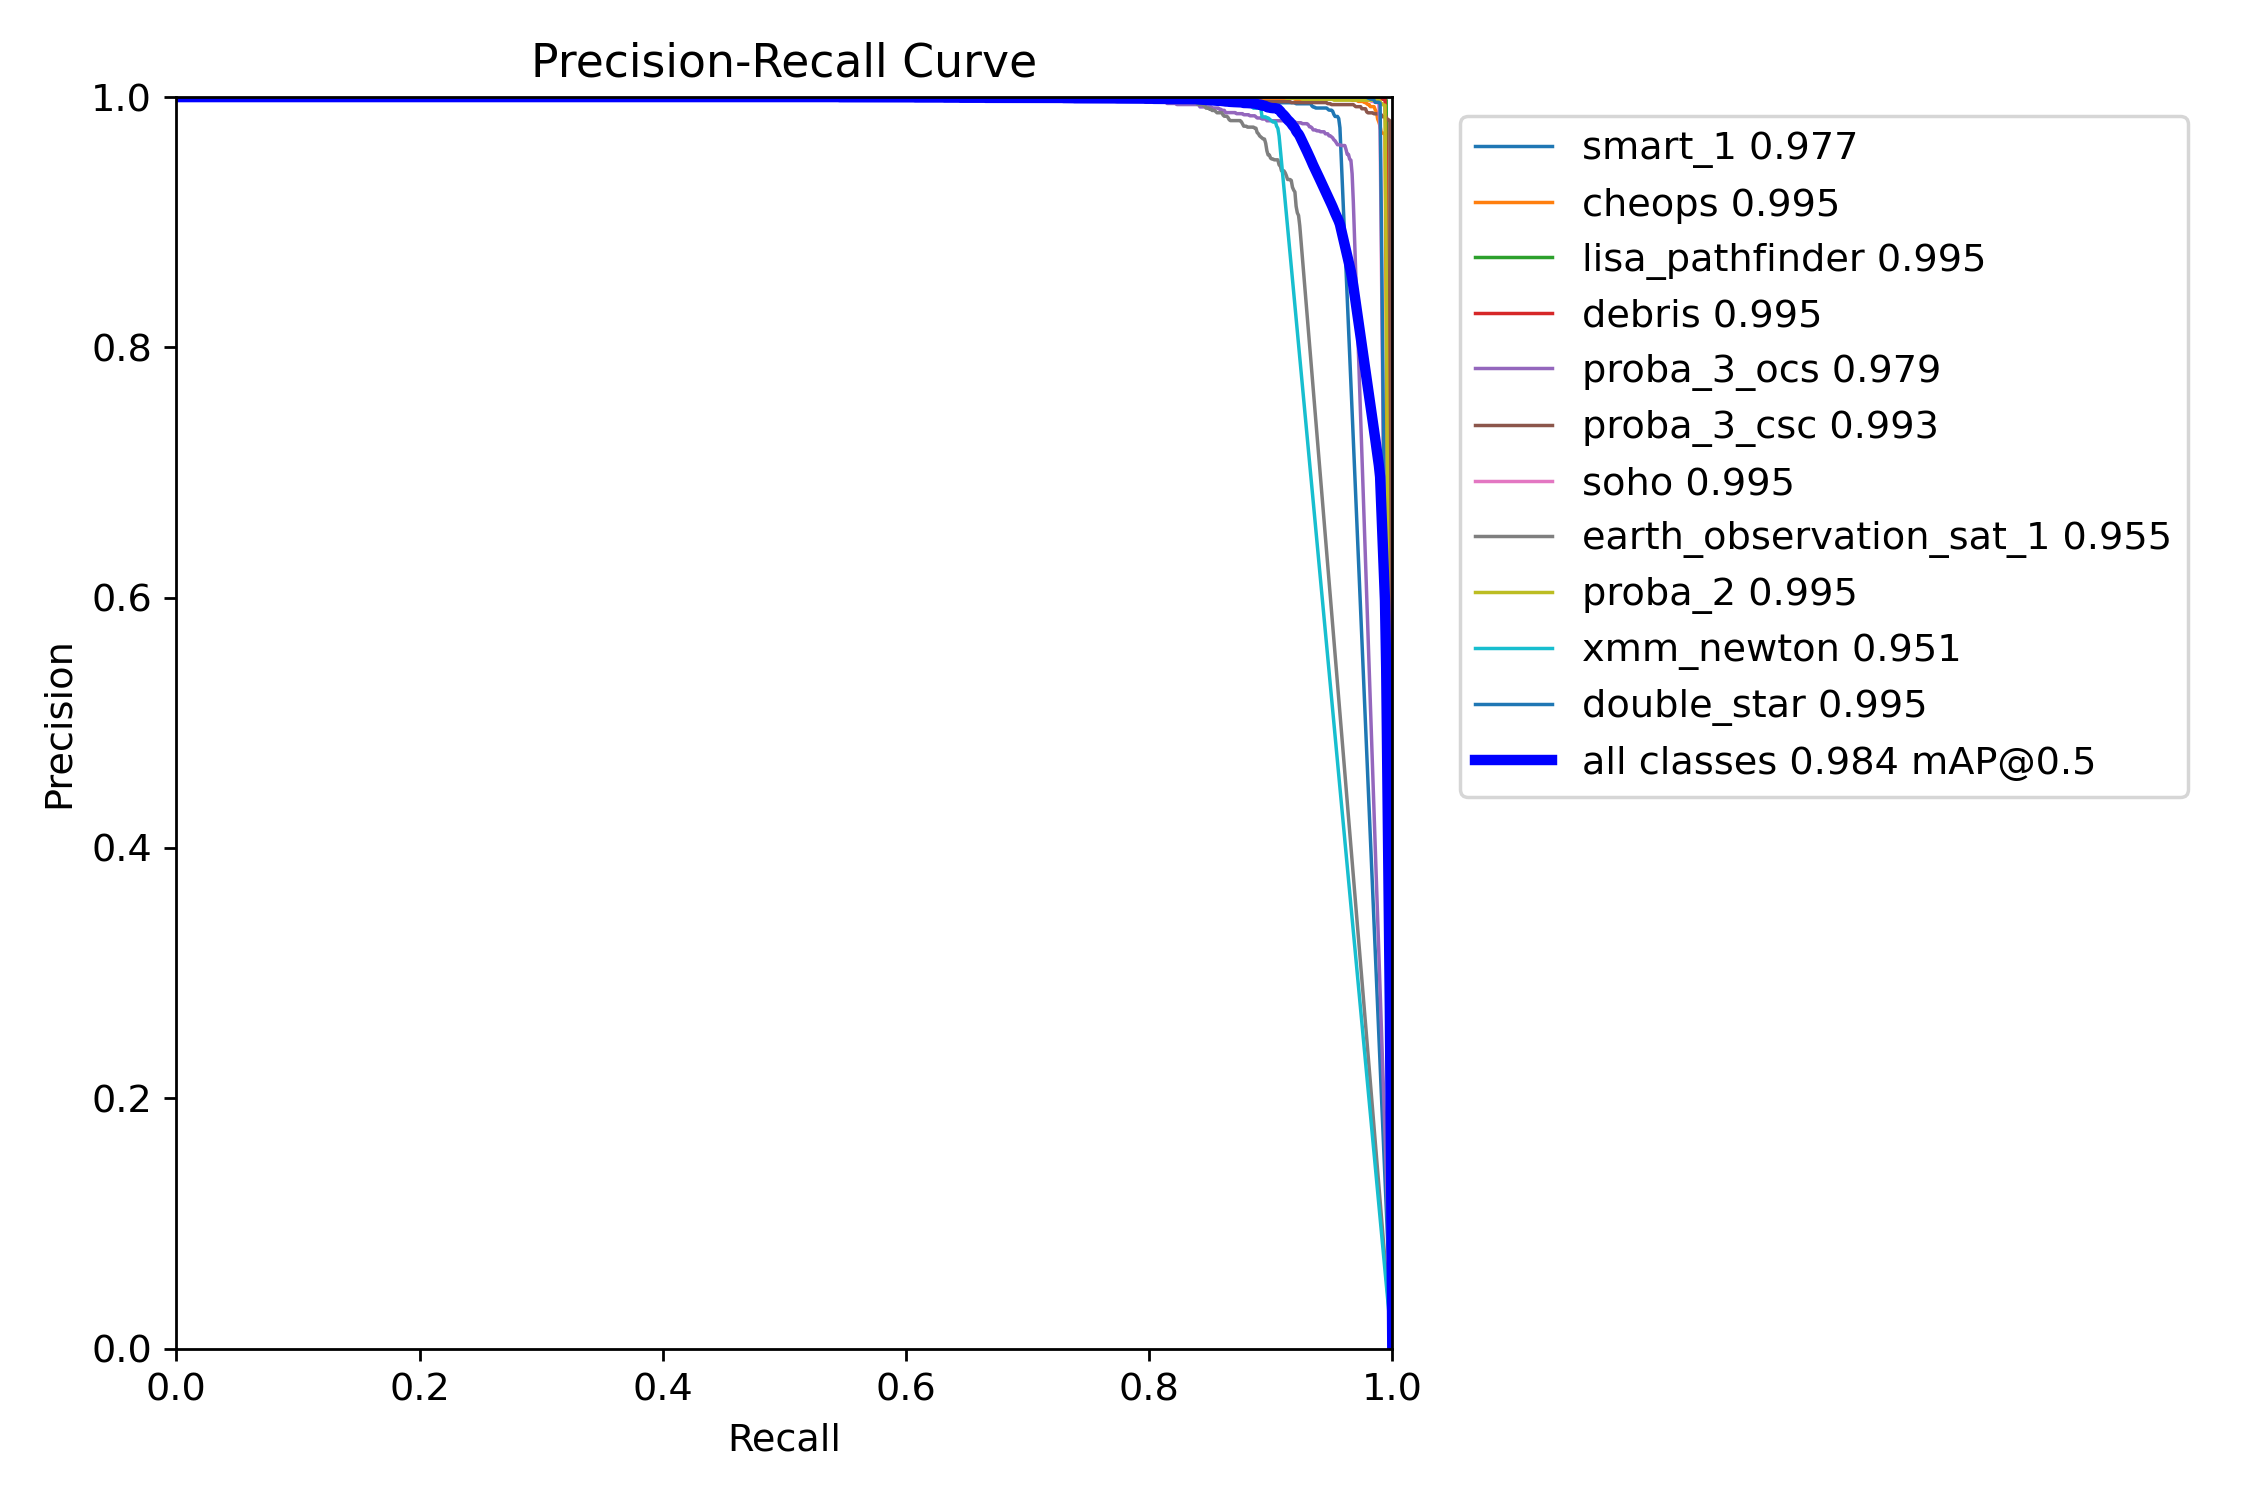 Precision-Recall Curve
1.0
0.8
0.6
0.4
0.2
0.0
Precision
0.0 0.2 0.4 0.6 0.8 1.0
Recall
smart_1 0.977
cheops 0.995
lisa_pathfinder 0.995
debris 0.995
proba_3_ocs 0.979
proba_3_csc 0.993
soho 0.995
earth_observation_sat_1 0.955
proba_2 0.995
xmm_newton 0.951
double_star 0.995
all classes 0.984 mAP@0.5